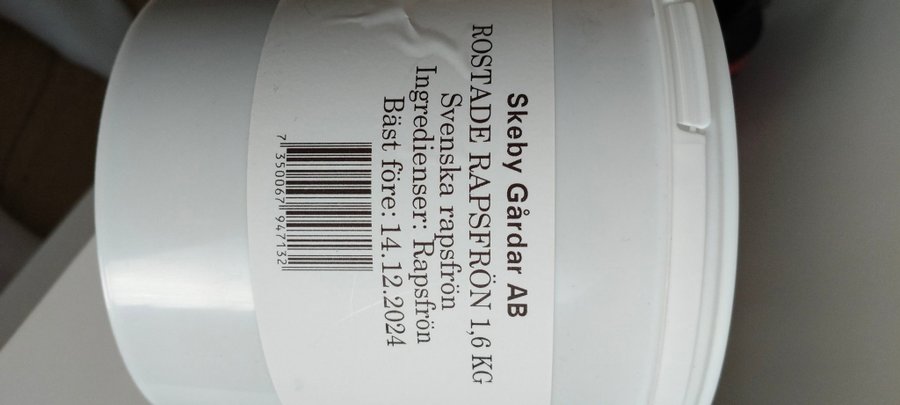 Skeby Gårdar AB
ROSTADE RAPSFRÖN 1,6 KG
Svenska rapsfrön
Ingredienser: Rapsfrön
Bäst före: 14.12.2024
7 350067 947132